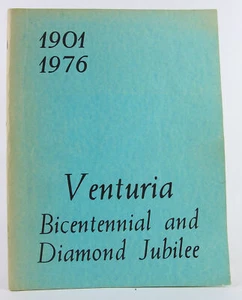 1901
1976
Venturia
Bicentennial and
Diamond Jubilee